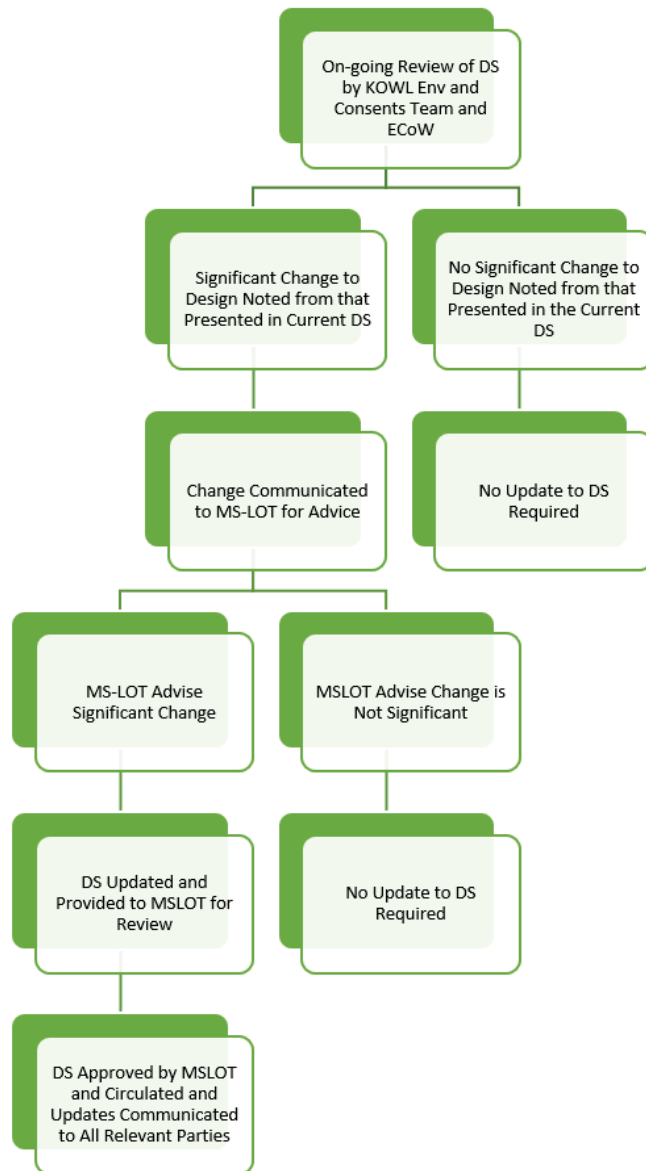 On-going Review of DS
by KOWL Env and
Consents Team and
ECoW
Significant Change to
Design Noted from that
Presented in Current DS
No Significant Change to
Design Noted from that
Presented in the Current
DS
Change Communicated
to MS-LOT for Advice
No Update to DS
Required
MS-LOT Advise
Significant Change
MSLOT Advise Change is
Not Significant
DS Updated and
Provided to MSLOT for
Review
No Update to DS
Required
DS Approved by MSLOT
and Circulated and
Updates Communicated
to All Relevant Parties